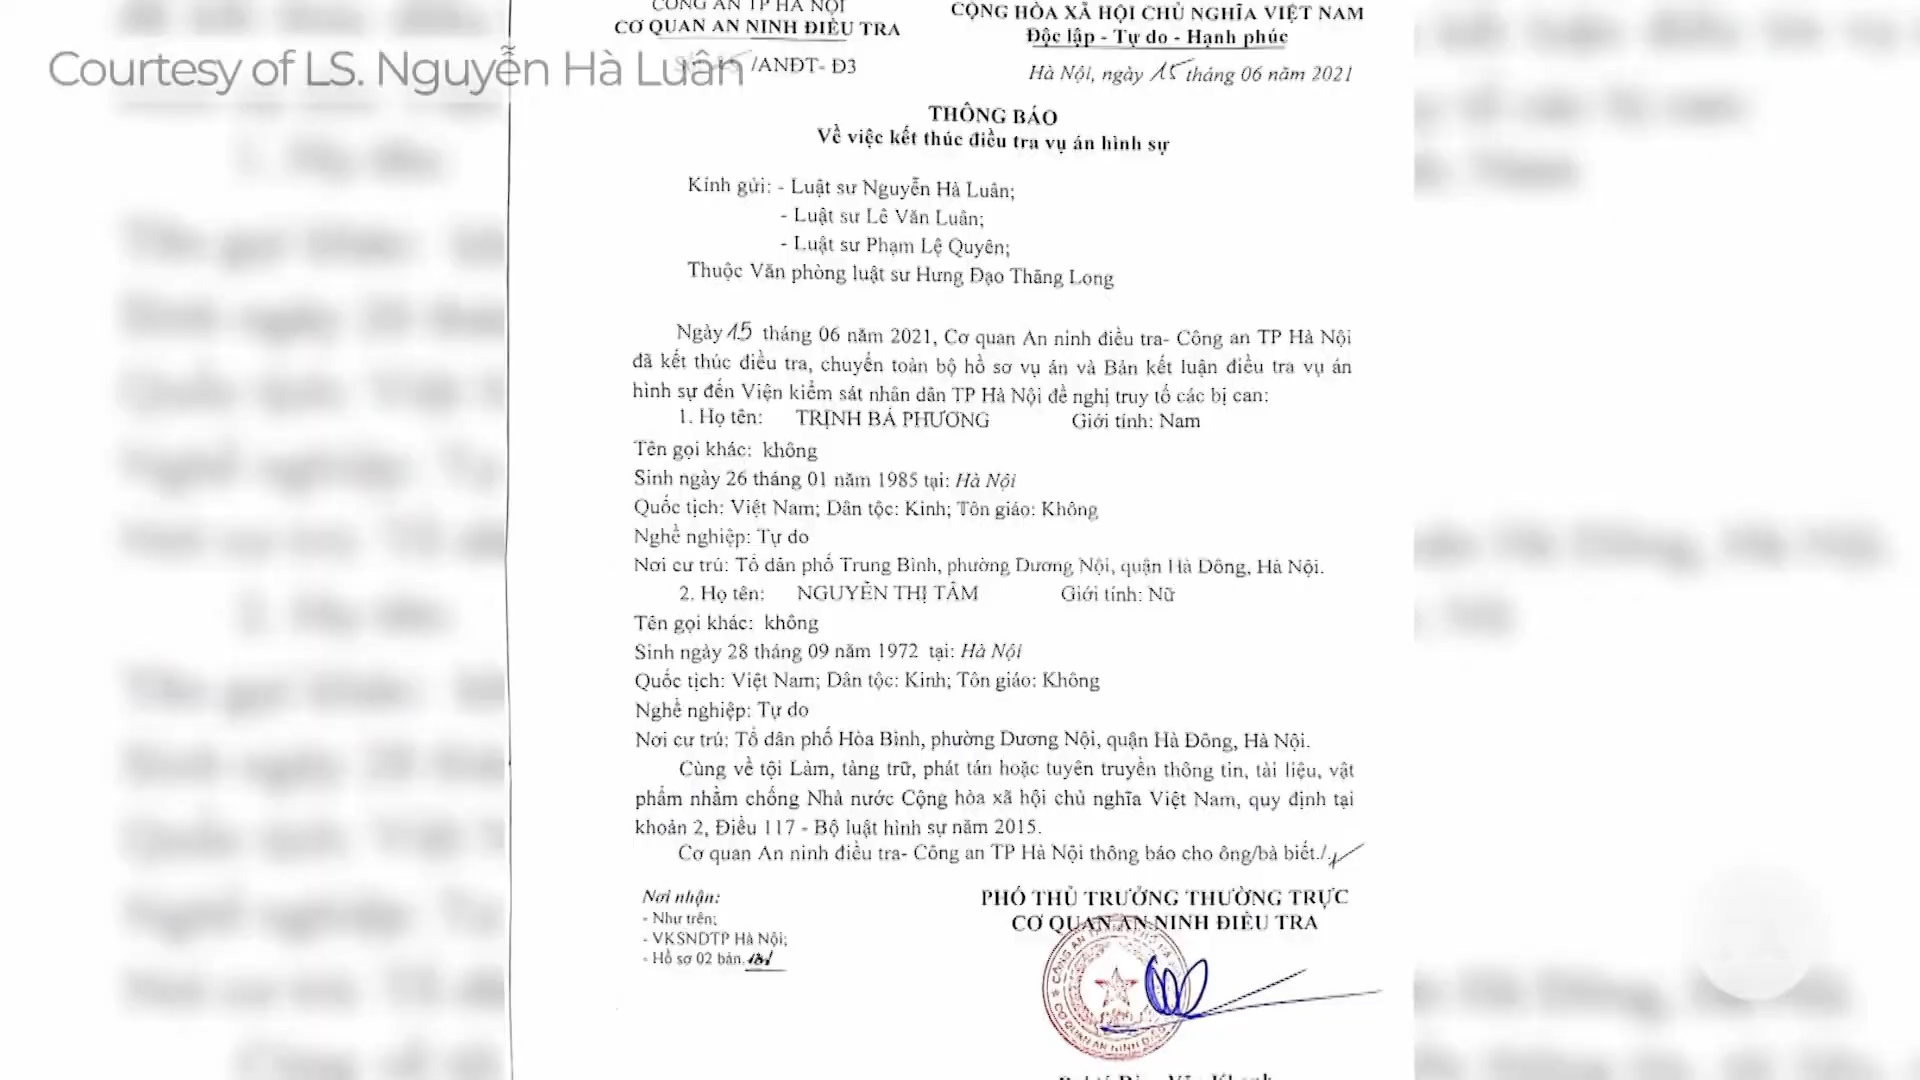 CÔNG AN TP HÀ NỘI
CƠ QUAN AN NINH ĐIỀU TRA
/ANĐT- Đ3
Courtesy of LS. Nguyễn Hà Luân
CỘNG HÒA XÃ HỘI CHỦ NGHĨA VIỆT NAM
Độc lập - Tự do - Hạnh phúc
Hà Nội, ngày 15 tháng 06 năm 2021
THÔNG BÁO
Về việc kết thúc điều tra vụ án hình sự
Kính gửi: - Luật sư Nguyễn Hà Luân;
- Luật sư Lê Văn Luân;
- Luật sư Phạm Lệ Quyên;
Thuộc Văn phòng luật sư Hưng Đạo Thăng Long
Ngày 15 tháng 06 năm 2021, Cơ quan An ninh điều tra- Công an TP Hà Nội
đã kết thúc điều tra, chuyển toàn bộ hồ sơ vụ án và Bản kết luận điều tra vụ án
hình sự đến Viện kiểm sát nhân dân TP Hà Nội đề nghị truy tố các bị can:
1. Họ tên: TRỊNH BÁ PHƯƠNG Giới tính: Nam
Tên gọi khác: không
Sinh ngày 26 tháng 01 năm 1985 tại: Hà Nội
Quốc tịch: Việt Nam; Dân tộc: Kinh; Tôn giáo: Không
Nghề nghiệp: Tự do
Nơi cư trú: Tổ dân phố Trung Bình, phường Dương Nội, quận Hà Đông, Hà Nội.
2. Họ tên: NGUYỄN THỊ TÂM Giới tính: Nữ
Tên gọi khác: không
Sinh ngày 28 tháng 09 năm 1972 tại: Hà Nội
Quốc tịch: Việt Nam; Dân tộc: Kinh; Tôn giáo: Không
Nghề nghiệp: Tự do
Nơi cư trú: Tổ dân phố Hòa Bình, phường Dương Nội, quận Hà Đông, Hà Nội.
Cùng về tội Làm, tàng trữ, phát tán hoặc tuyên truyền thông tin, tài liệu, vật
phẩm nhằm chống Nhà nước Cộng hòa xã hội chủ nghĩa Việt Nam, quy định tại
khoản 2, Điều 117 - Bộ luật hình sự năm 2015.
Cơ quan An ninh điều tra- Công an TP Hà Nội thông báo cho ông/bà biết./.
Nơi nhận:
- Như trên;
- VKSNDTP Hà Nội;
- Hồ sơ 02 bản.
PHÓ THỦ TRƯỞNG THƯỜNG TRỰC
CƠ QUAN AN NINH ĐIỀU TRA